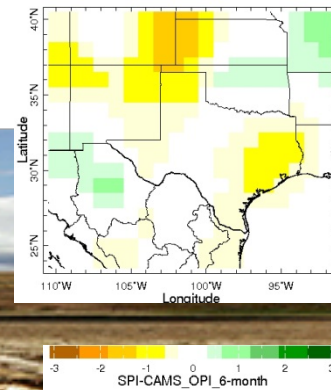 40°N
35°N
30°N
25°N
Latitude
110°W
105°W
100°W
95°W
Longitude
-3
-2
-1
0
1
2
3
SPI-CAMS_OPI_6-month